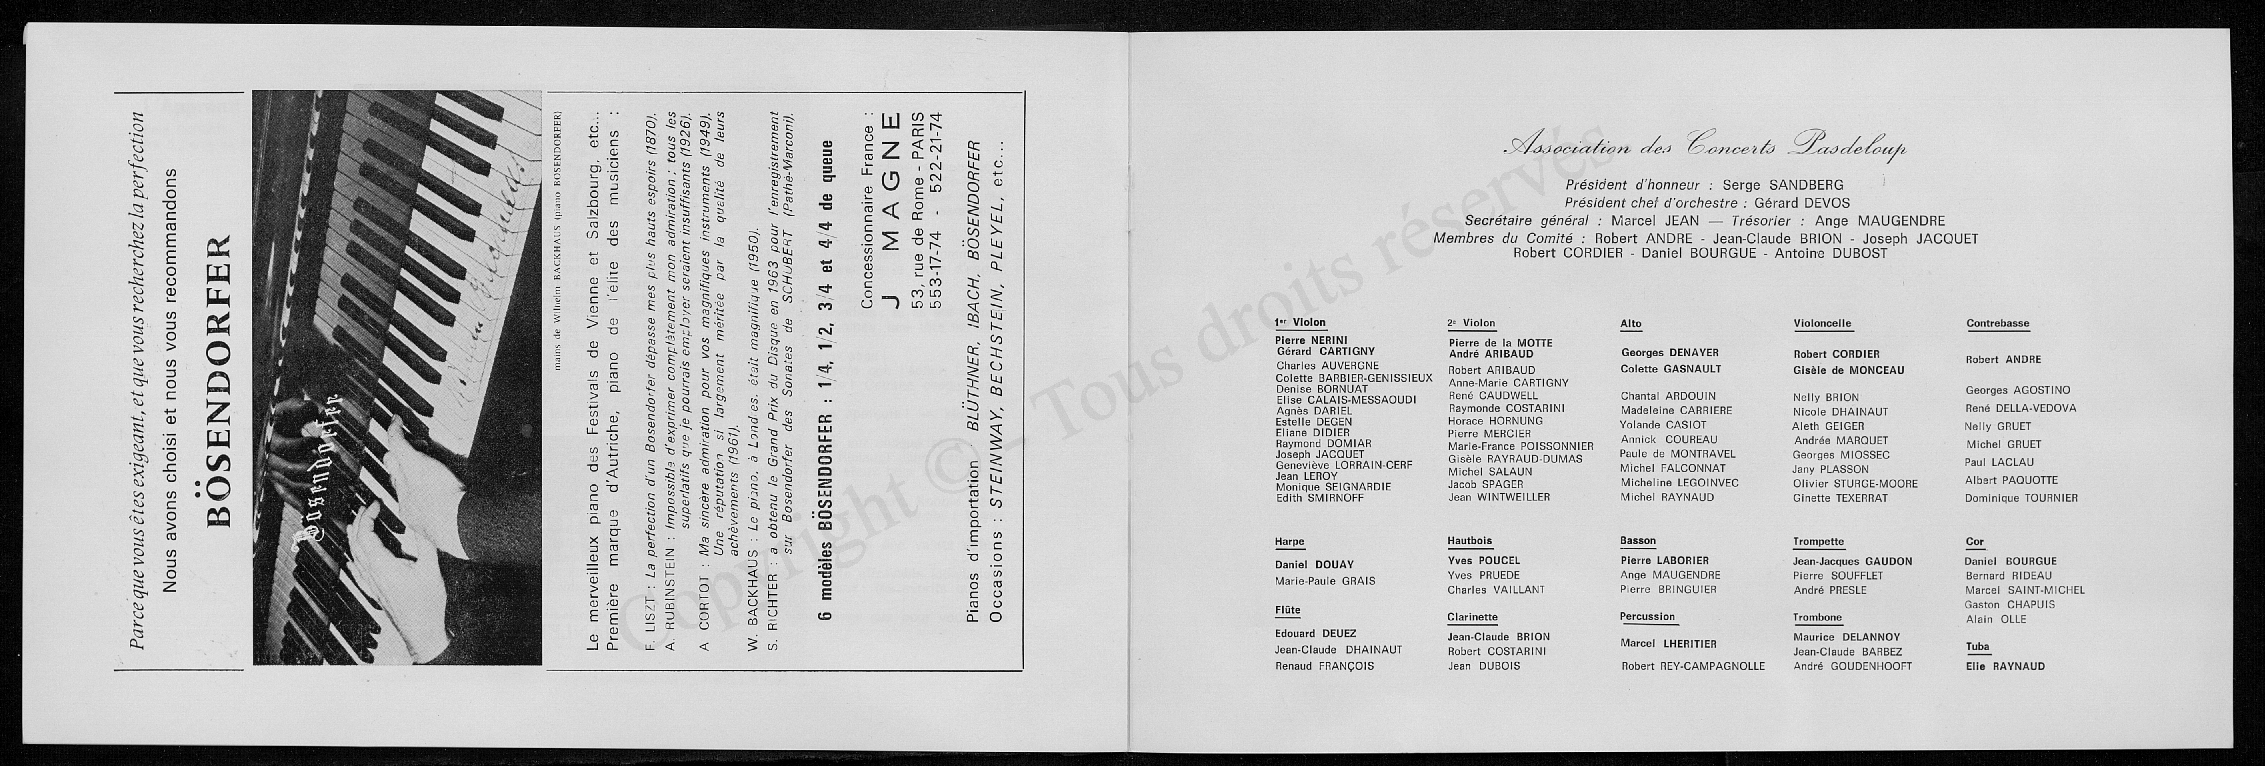 Parce que vous êtes exigeant, et que vous recherchez la perfection
Nous avons choisi et nous vous recommandons
BÖSENDORFER
Bösendorfer
mains de Wilhelm BACKHAUS (piano BOSENDORFER)
Le merveilleux piano des Festivals de Vienne et Salzbourg, etc...
Première marque d'Autriche, piano de l'élite des musiciens :
F. LISZT : La perfection d'un Bosendorfer dépasse mes plus hauts espoirs (1870).
A. RUBINSTEIN : Impossible d'exprimer complètement mon admiration ; tous les
superlatifs que je pourrais employer seraient insuffisants (1926).
A CORTOT : Ma sincère admiration pour vos magnifiques instruments (1949).
Une réputation si largement méritée par la qualité de leurs
achèvements (1961).
W. BACKHAUS : Le piano, à Londres, était magnifique (1950).
S. RICHTER : a obtenu le Grand Prix du Disque en 1963 pour l'enregistrement
sur Bosendorfer des Sonates de SCHUBERT (Pathé-Marconi).
6 modèles BÖSENDORFER : 1/4, 1/2, 3/4 et 4/4 de queue
Concessionnaire France :
J MAGNE
53, rue de Rome - PARIS
553-17-74 - 522-21-74
Pianos d'importation BLÜTHNER, IBACH, BÖSENDORFER
Occasions : STEINWAY, BECHSTEIN, PLEYEL, etc...
Association des Concerts Pasdeloup
Président d'honneur : Serge SANDBERG
Président chef d'orchestre : Gérard DEVOS
Secrétaire général : Marcel JEAN — Trésorier : Ange MAUGENDRE
Membres du Comité : Robert ANDRE - Jean-Claude BRION - Joseph JACQUET
Robert CORDIER - Daniel BOURGUE - Antoine DUBOST
1er Violon
Pierre NERINI
Gérard CARTIGNY
Charles AUVERGNE
Colette BARBIER-GENISSIEUX
Denise BORNUAT
Elise CALAIS-MESSAOUDI
Agnès DARIEL
Estelle DEGEN
Eliane DIDIER
Raymond DOMIAR
Joseph JACQUET
Geneviève LORRAIN-CERF
Jean LEROY
Monique SEIGNARDIE
Edith SMIRNOFF
2e Violon
Pierre de la MOTTE
André ARIBAUD
Robert ARIBAUD
Anne-Marie CARTIGNY
René CAUDWELL
Raymonde COSTARINI
Horace HORNUNG
Pierre MERCIER
Marie-France POISSONNIER
Gisèle RAYRAUD-DUMAS
Michel SALAUN
Jacob SPAGER
Jean WINTWEILLER
Alto
Georges DENAYER
Colette GASNAULT
Chantal ARDOUIN
Madeleine CARRIERE
Yolande CASIOT
Annick COUREAU
Paule de MONTRAVEL
Michel FALCONNAT
Micheline LEGOINVEC
Michel RAYNAUD
Violoncelle
Robert CORDIER
Gisèle de MONCEAU
Nelly BRION
Nicole DHAINAUT
Aleth GEIGER
Andrée MARQUET
Georges MIOSSEC
Jany PLASSON
Olivier STURGE-MOORE
Ginette TEXERRAT
Contrebasse
Robert ANDRE
Georges AGOSTINO
René DELLA-VEDOVA
Nelly GRUET
Michel GRUET
Paul LACLAU
Albert PAQUOTTE
Dominique TOURNIER
Harpe
Daniel DOUAY
Marie-Paule GRAIS
Flûte
Edouard DEUEZ
Jean-Claude DHAINAUT
Renaud FRANÇOIS
Hautbois
Yves POUCEL
Yves PRUEDE
Charles VAILLANT
Clarinette
Jean-Claude BRION
Robert COSTARINI
Jean DUBOIS
Basson
Pierre LABORIER
Ange MAUGENDRE
Pierre BRINGUIER
Percussion
Marcel LHERITIER
Robert REY-CAMPAGNOLLE
Trompette
Jean-Jacques GAUDON
Pierre SOUFFLET
André PRESLE
Trombone
Maurice DELANNOY
Jean-Claude BARBEZ
André GOUDENHOOFT
Cor
Daniel BOURGUE
Bernard RIDEAU
Marcel SAINT-MICHEL
Gaston CHAPUIS
Alain OLLE
Tuba
Elie RAYNAUD
Copyright © – Tous droits réservés